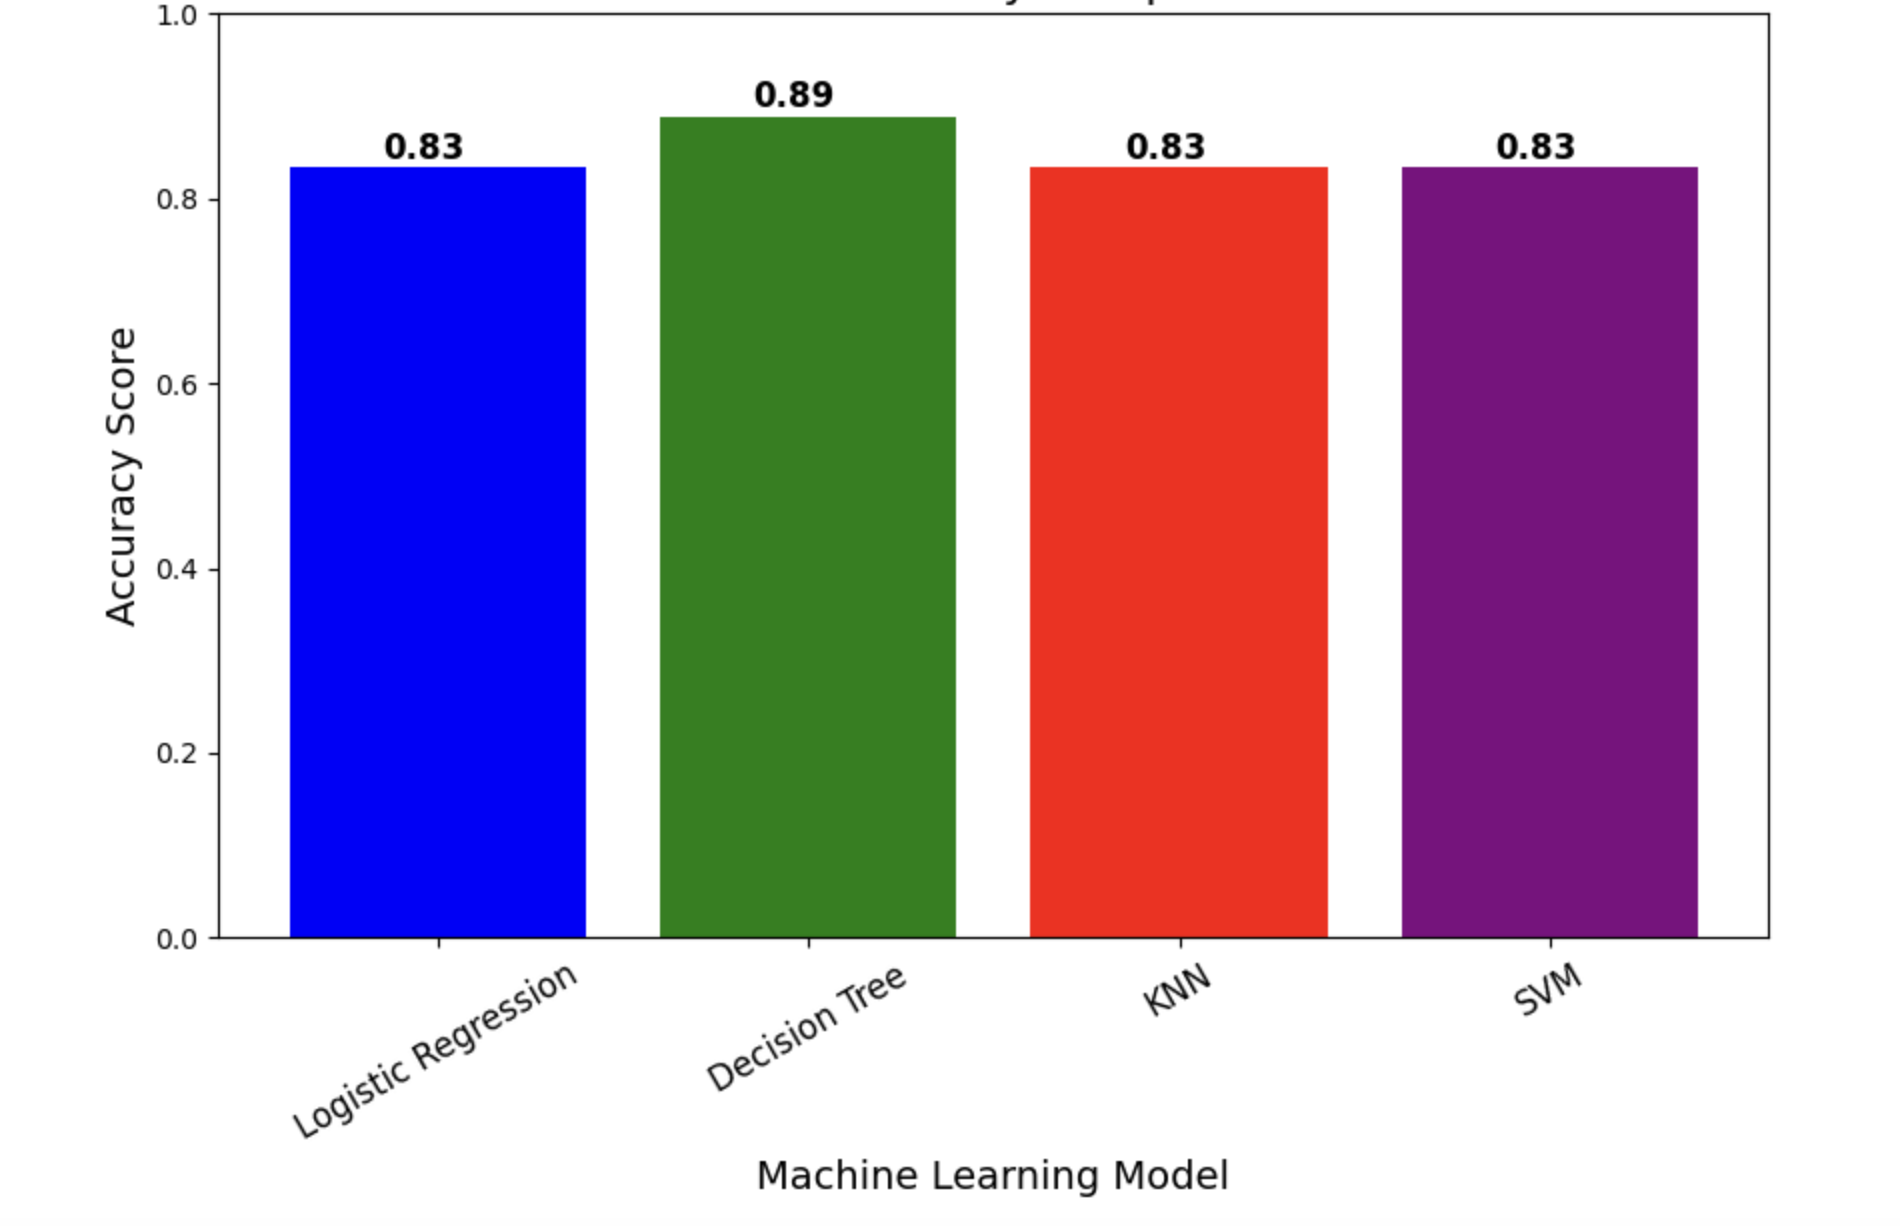 1.0
0.8
0.6
0.4
0.2
0.0
Accuracy Score
0.83
0.89
0.83
0.83
Logistic Regression
Decision Tree
KNN
SVM
Machine Learning Model